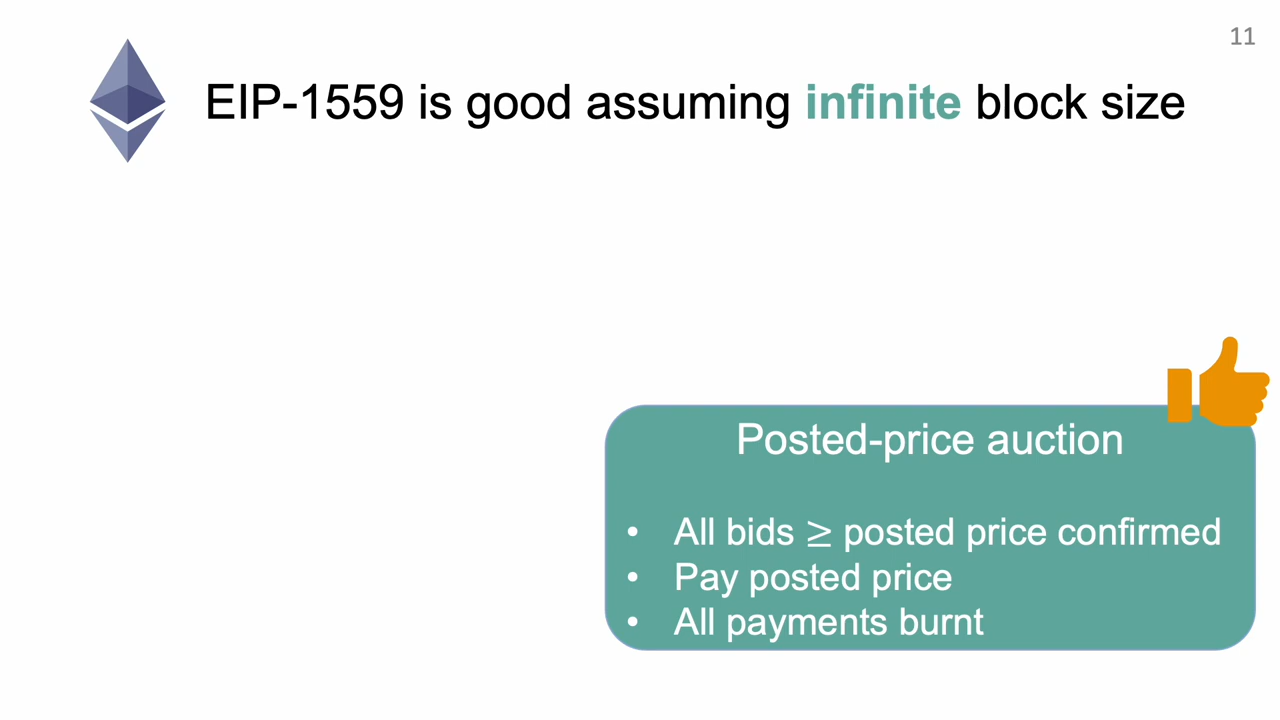 11
EIP-1559 is good assuming infinite block size
Posted-price auction
• All bids ≥ posted price confirmed
• Pay posted price
• All payments burnt